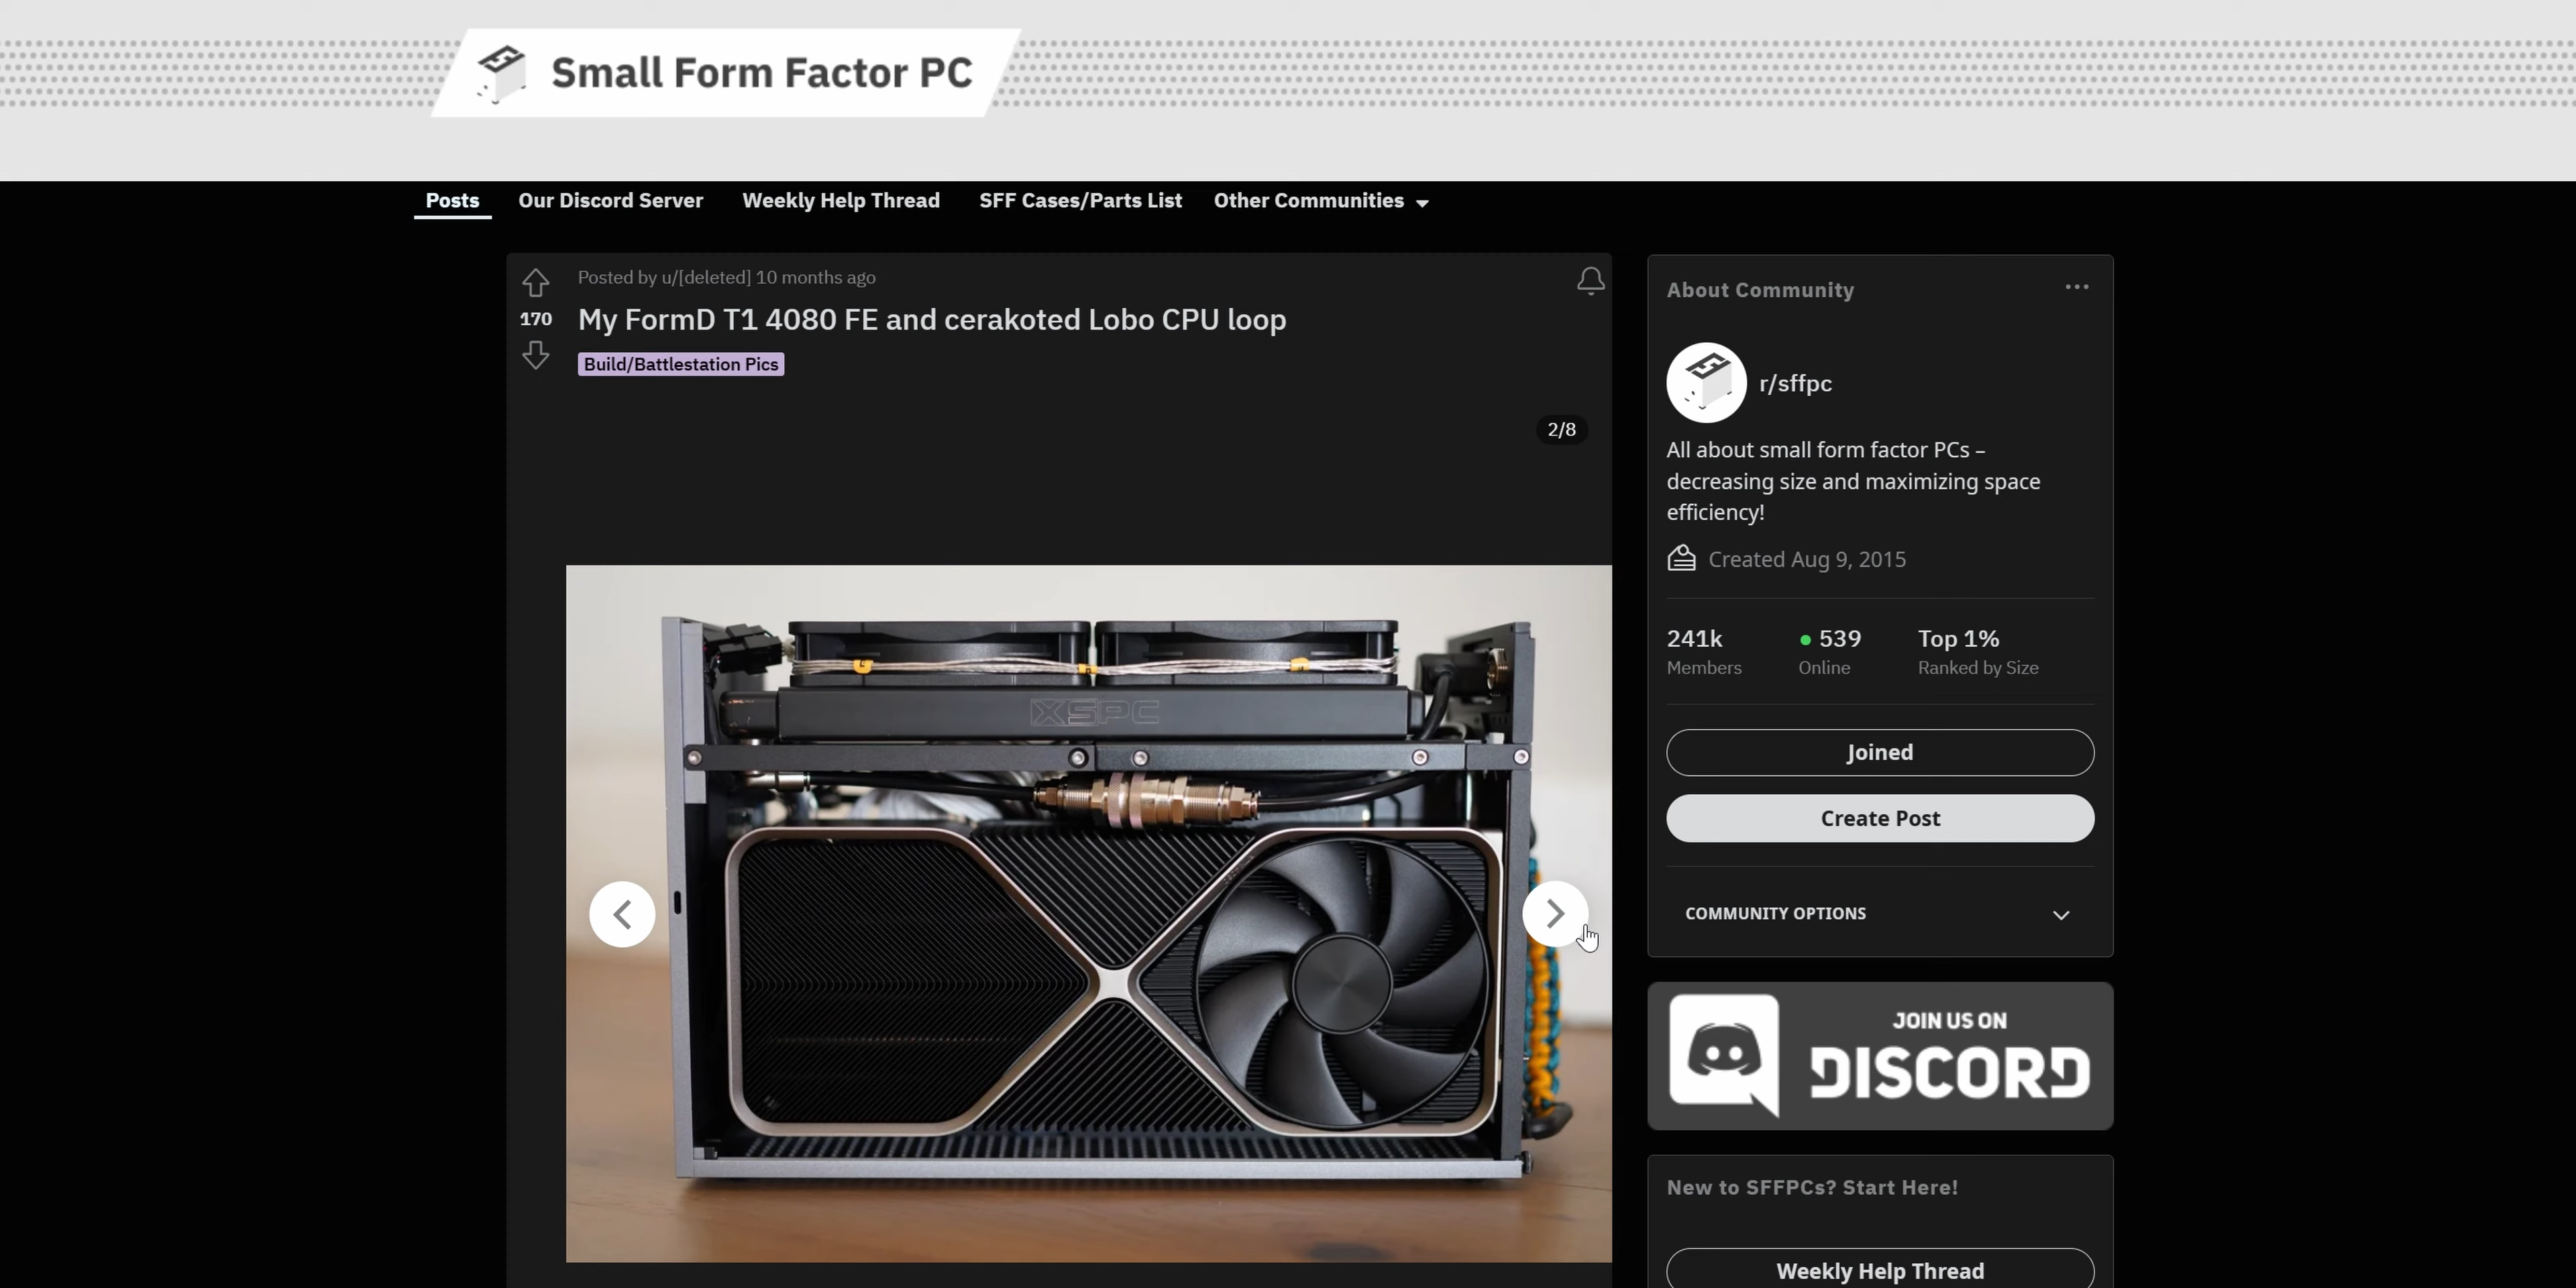 Small Form Factor PC
Posts Our Discord Server Weekly Help Thread SFF Cases/Parts List Other Communities
Posted by u/[deleted] 10 months ago
170
My FormD T1 4080 FE and cerakoted Lobo CPU loop
Build/Battlestation Pics
2/8
XSPC
About Community
r/sffpc
All about small form factor PCs –
decreasing size and maximizing space
efficiency!
Created Aug 9, 2015
241k 539 Top 1%
Members Online Ranked by Size
Joined
Create Post
COMMUNITY OPTIONS
JOIN US ON
DISCORD
New to SFFPCs? Start Here!
Weekly Help Thread